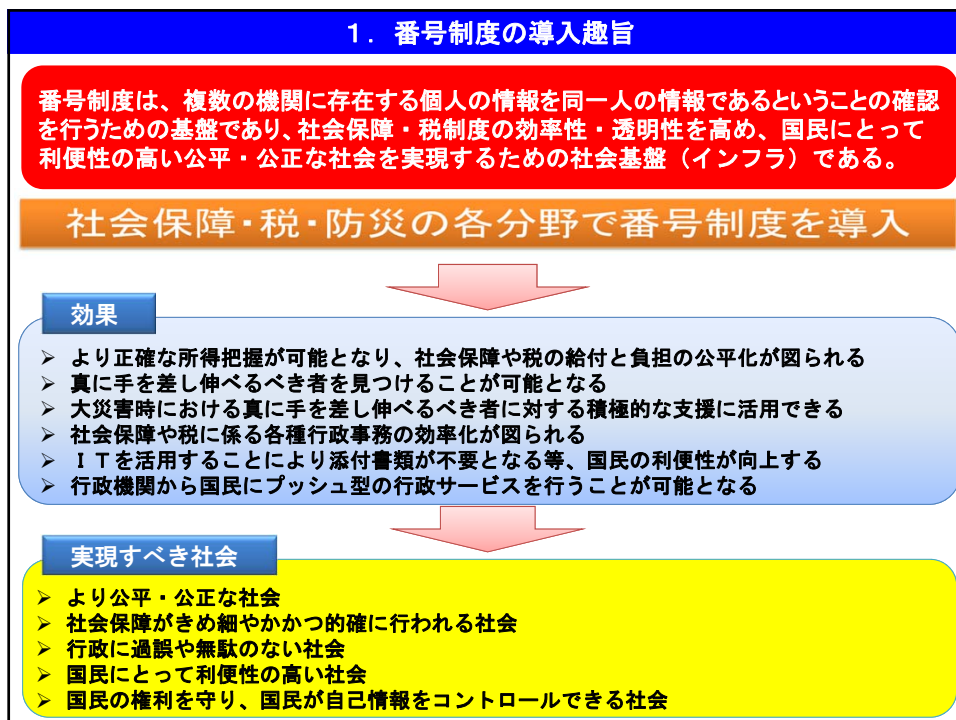 １．番号制度の導入趣旨
番号制度は、複数の機関に存在する個人の情報を同一人の情報であるということの確認
を行うための基盤であり、社会保障・税制度の効率性・透明性を高め、国民にとって
利便性の高い公平・公正な社会を実現するための社会基盤（インフラ）である。
社会保障・税・防災の各分野で番号制度を導入
効果
➢ より正確な所得把握が可能となり、社会保障や税の給付と負担の公平化が図られる
➢ 真に手を差し伸べるべき者を見つけることが可能となる
➢ 大災害時における真に手を差し伸べるべき者に対する積極的な支援に活用できる
➢ 社会保障や税に係る各種行政事務の効率化が図られる
➢ ＩＴを活用することにより添付書類が不要となる等、国民の利便性が向上する
➢ 行政機関から国民にプッシュ型の行政サービスを行うことが可能となる
実現すべき社会
➢ より公平・公正な社会
➢ 社会保障がきめ細やかかつ的確に行われる社会
➢ 行政に過誤や無駄のない社会
➢ 国民にとって利便性の高い社会
➢ 国民の権利を守り、国民が自己情報をコントロールできる社会